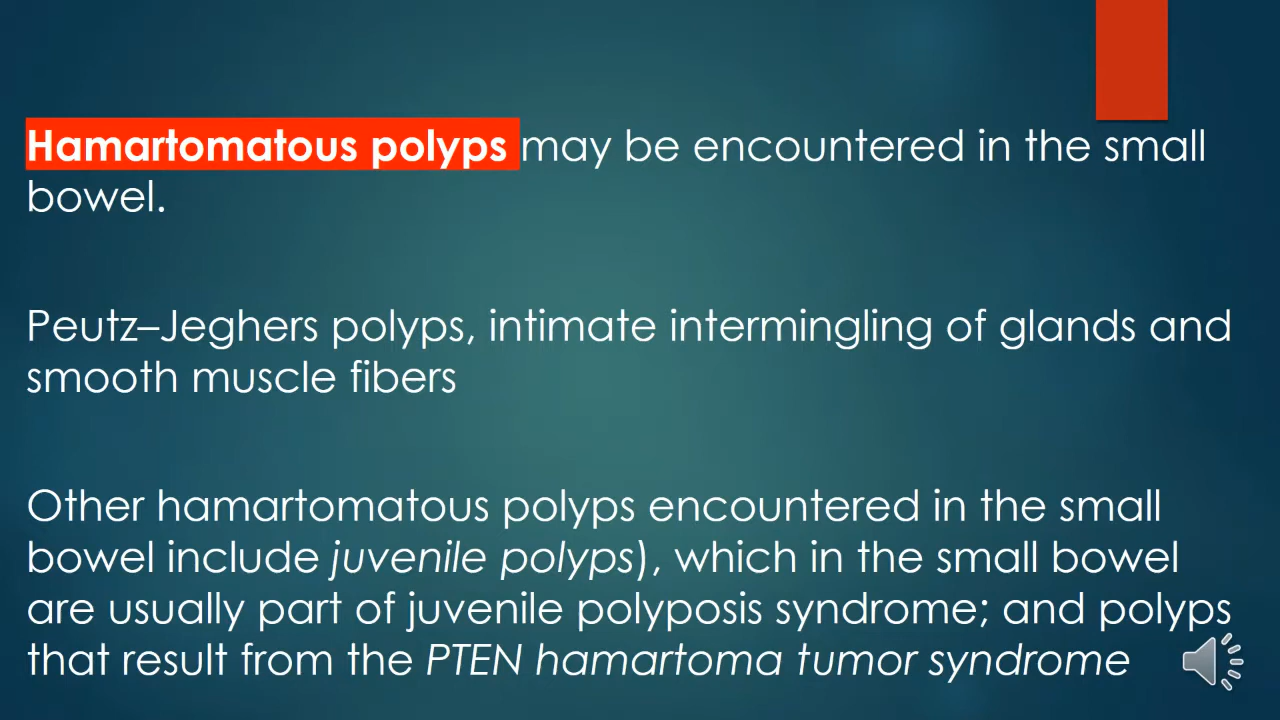 Hamartomatous polyps may be encountered in the small
bowel.
Peutz–Jeghers polyps, intimate intermingling of glands and
smooth muscle fibers
Other hamartomatous polyps encountered in the small
bowel include juvenile polyps), which in the small bowel
are usually part of juvenile polyposis syndrome; and polyps
that result from the PTEN hamartoma tumor syndrome